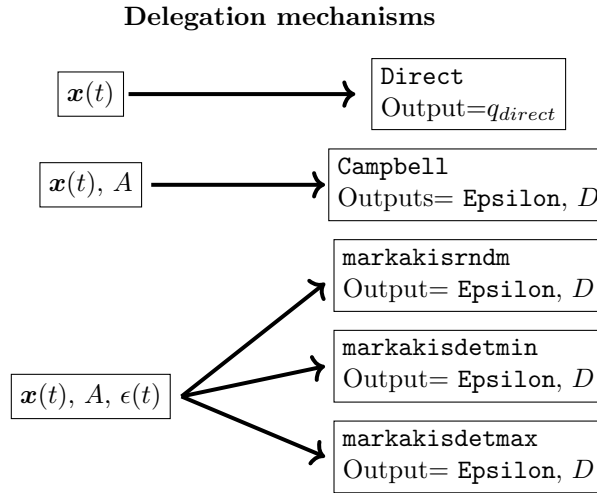 Delegation mechanisms
x(t)
Direct
Output=q_direct
x(t), A
Campbell
Outputs= Epsilon, D
markakisrndm
Output= Epsilon, D
x(t), A, ϵ(t)
markakisdetmin
Output= Epsilon, D
markakisdetmax
Output= Epsilon, D